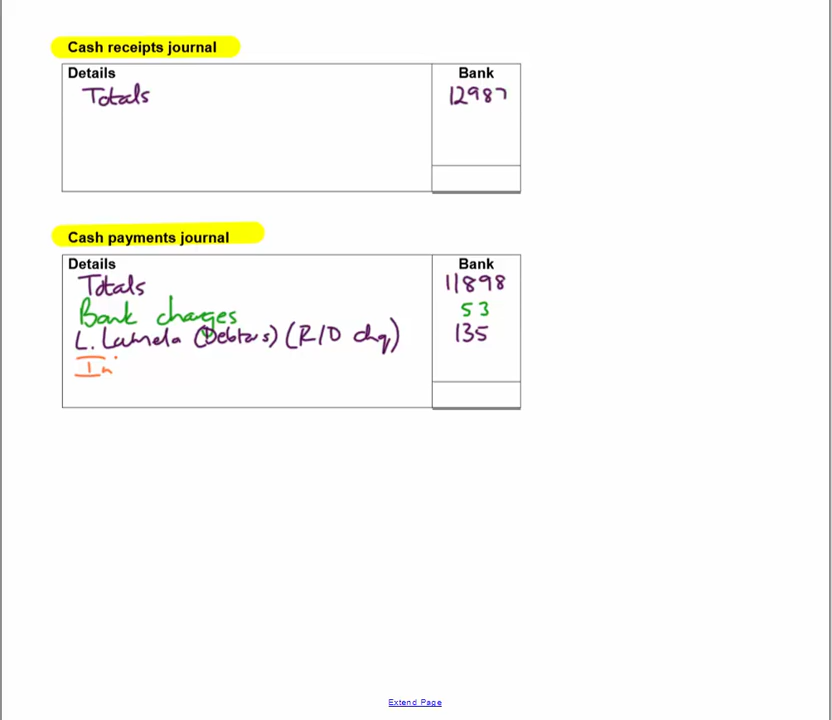 Cash receipts journal
Details Bank
Totals 12987
Cash payments journal
Details Bank
Totals 11898
Bank charges 53
L. (Debtors) (R/D chq) 135
In
Extend Page